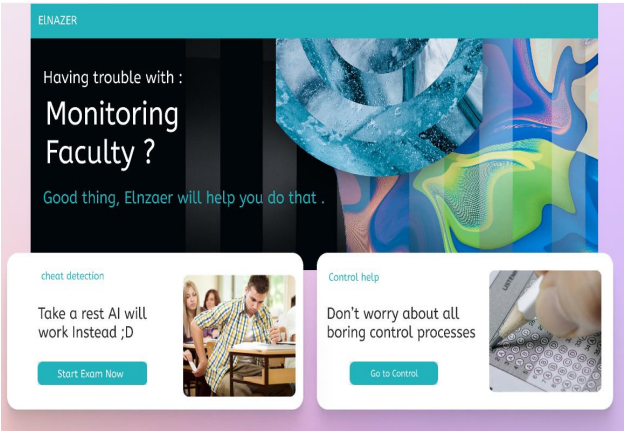 ElNAZER
Having trouble with :
Monitoring
Faculty ?
Good thing, Elnzaer will help you do that .
cheat detection
Take a rest AI will
work Instead ;D
Start Exam Now
Control help
Don't worry about all
boring control processes
Go to Control